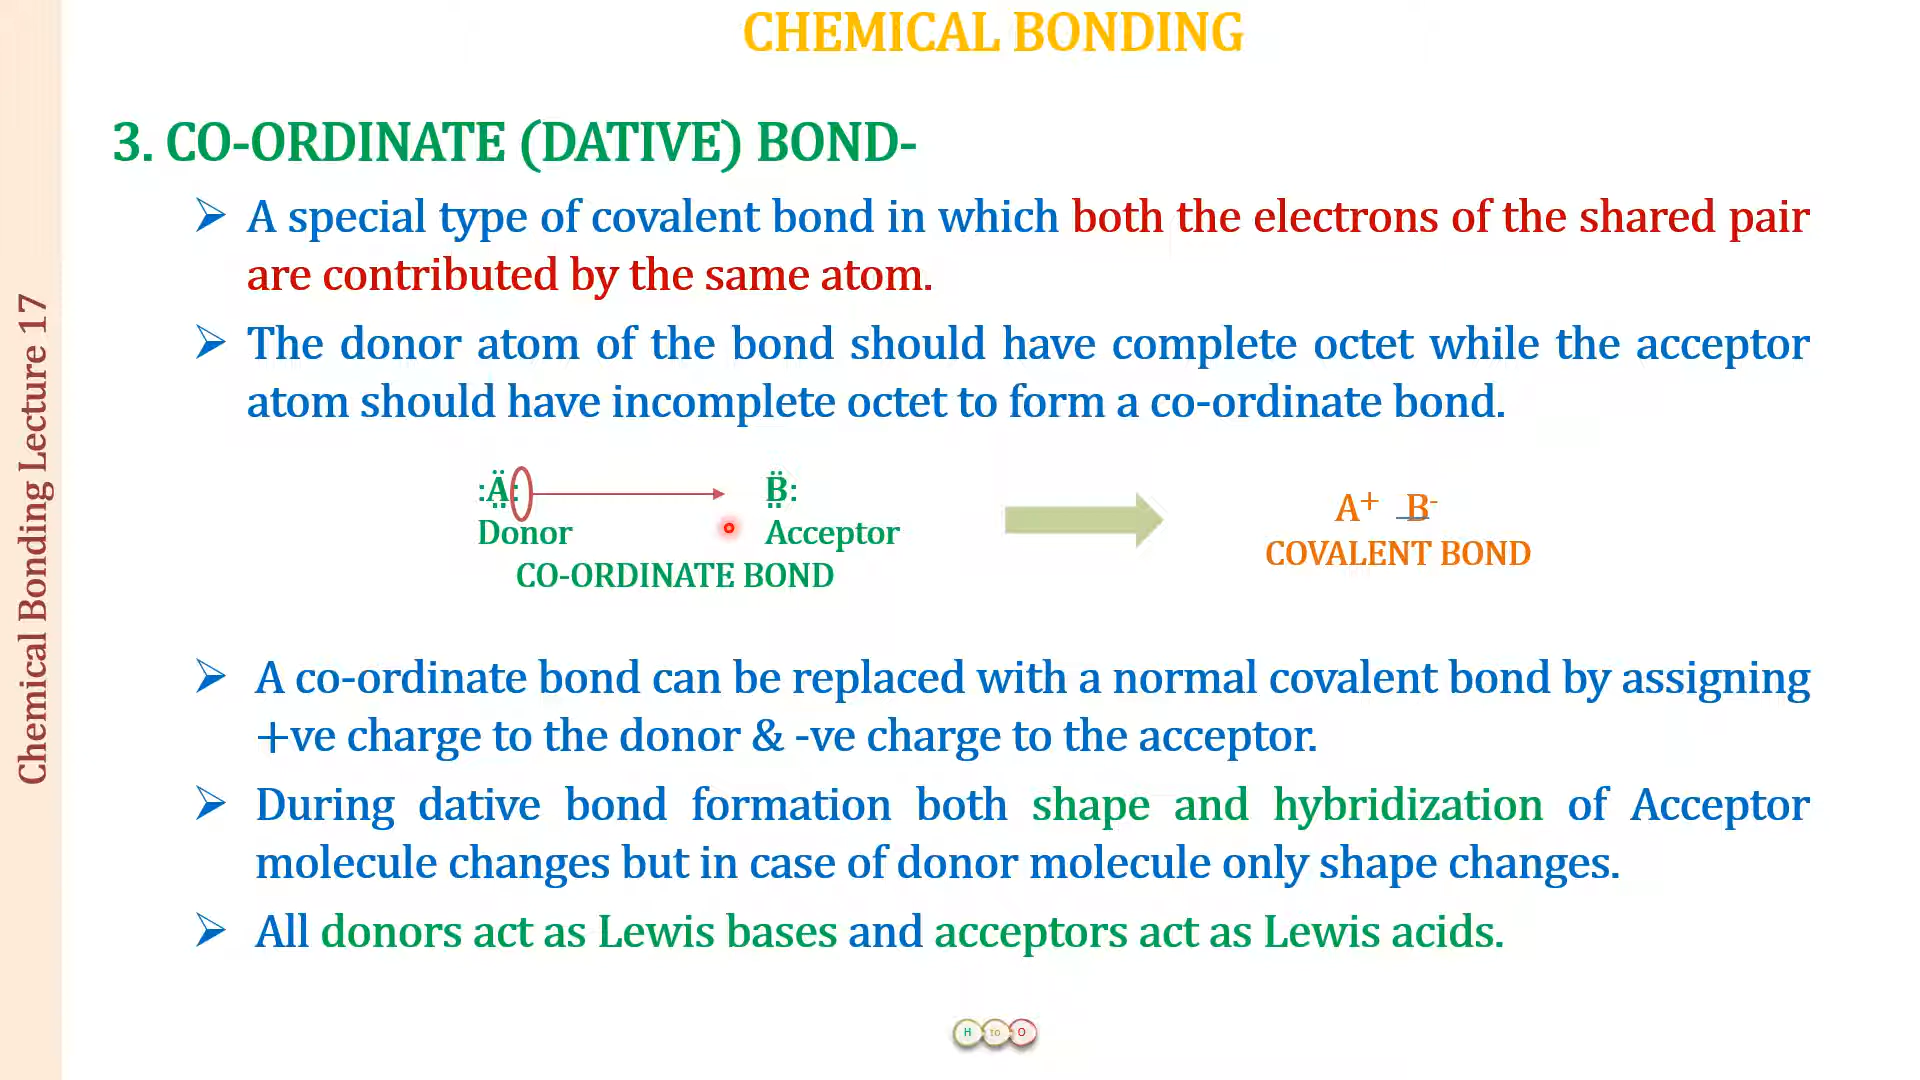 CHEMICAL BONDING
Chemical Bonding Lecture 17
3. CO-ORDINATE (DATIVE) BOND-
➢ A special type of covalent bond in which both the electrons of the shared pair
are contributed by the same atom.
➢ The donor atom of the bond should have complete octet while the acceptor
atom should have incomplete octet to form a co-ordinate bond.
:Ä: B̈: A⁺ B⁻
Donor Acceptor
COVALENT BOND
CO-ORDINATE BOND
➢ A co-ordinate bond can be replaced with a normal covalent bond by assigning
+ve charge to the donor & -ve charge to the acceptor.
➢ During dative bond formation both shape and hybridization of Acceptor
molecule changes but in case of donor molecule only shape changes.
➢ All donors act as Lewis bases and acceptors act as Lewis acids.
H to O